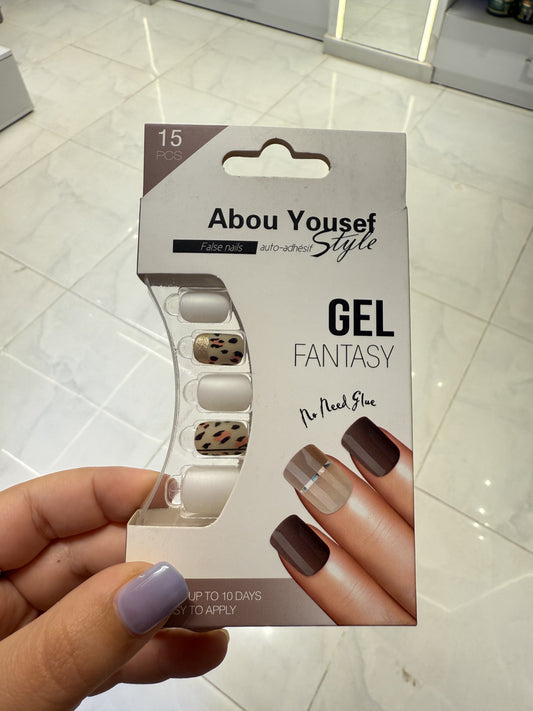 15
PCS
Abou Yousef
False nails auto-adhésif Style
GEL
FANTASY
No Need Glue
UP TO 10 DAYS
SY TO APPLY